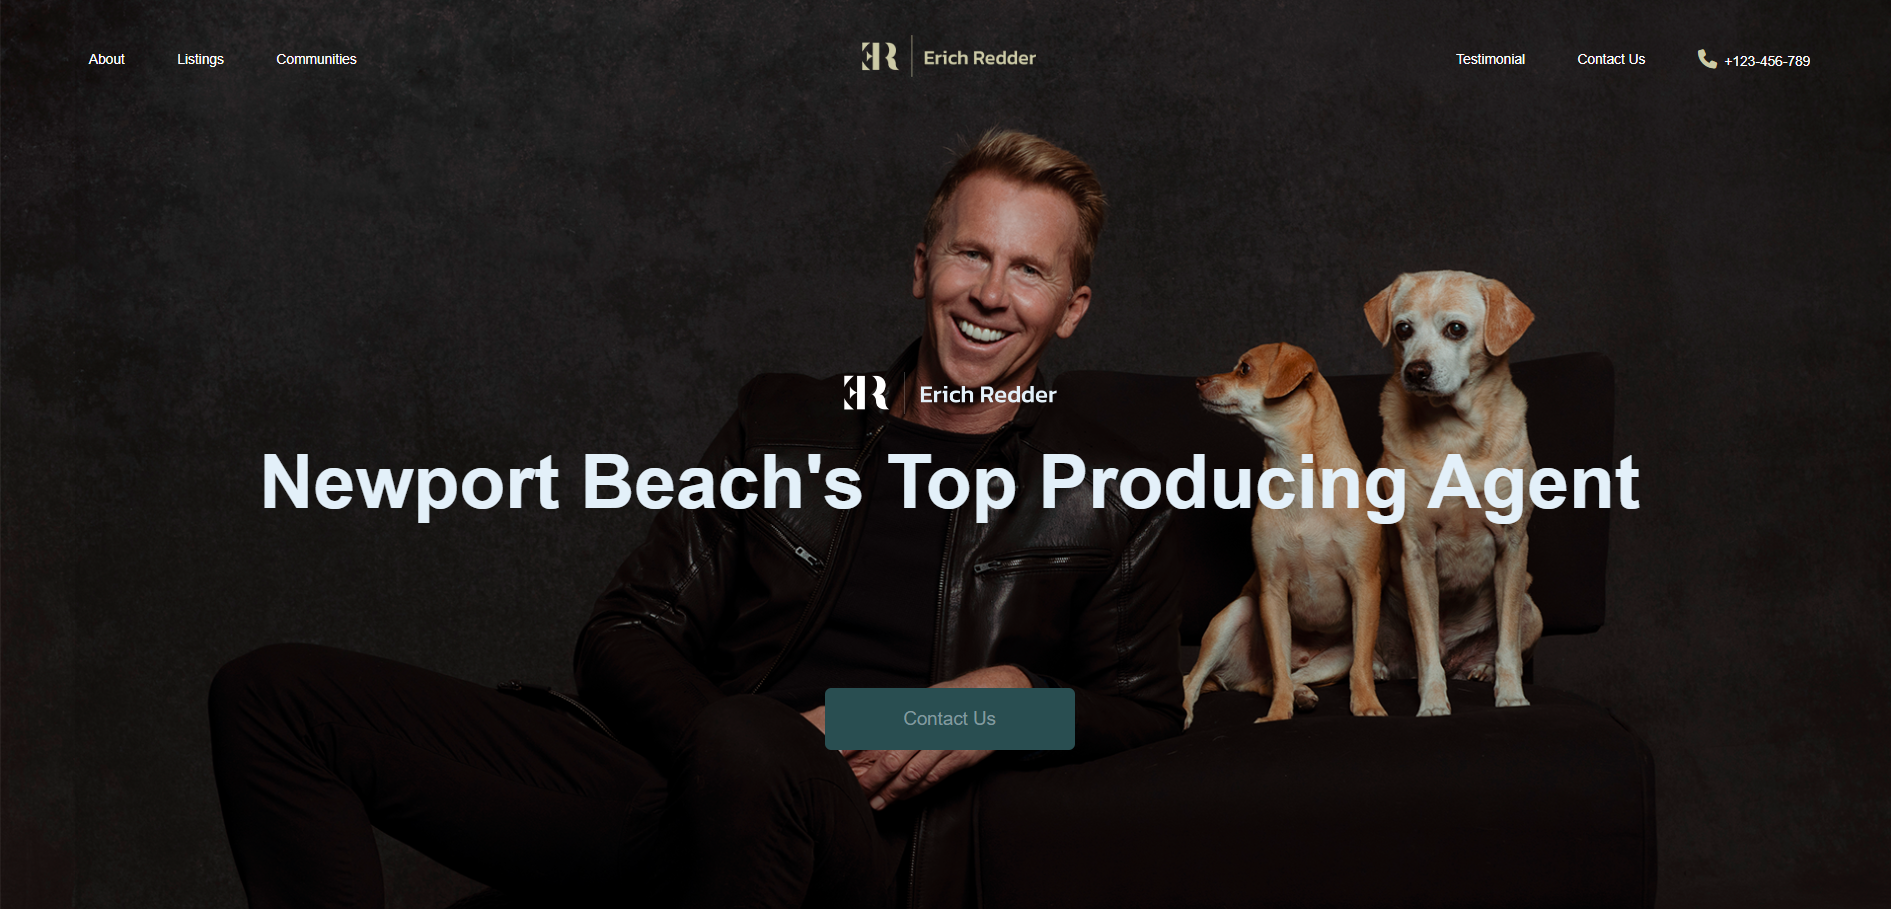 About
Listings
Communities
ER
Erich Redder
Testimonial
Contact Us
+123-456-789
ER
Erich Redder
Newport Beach's Top Producing Agent
Contact Us